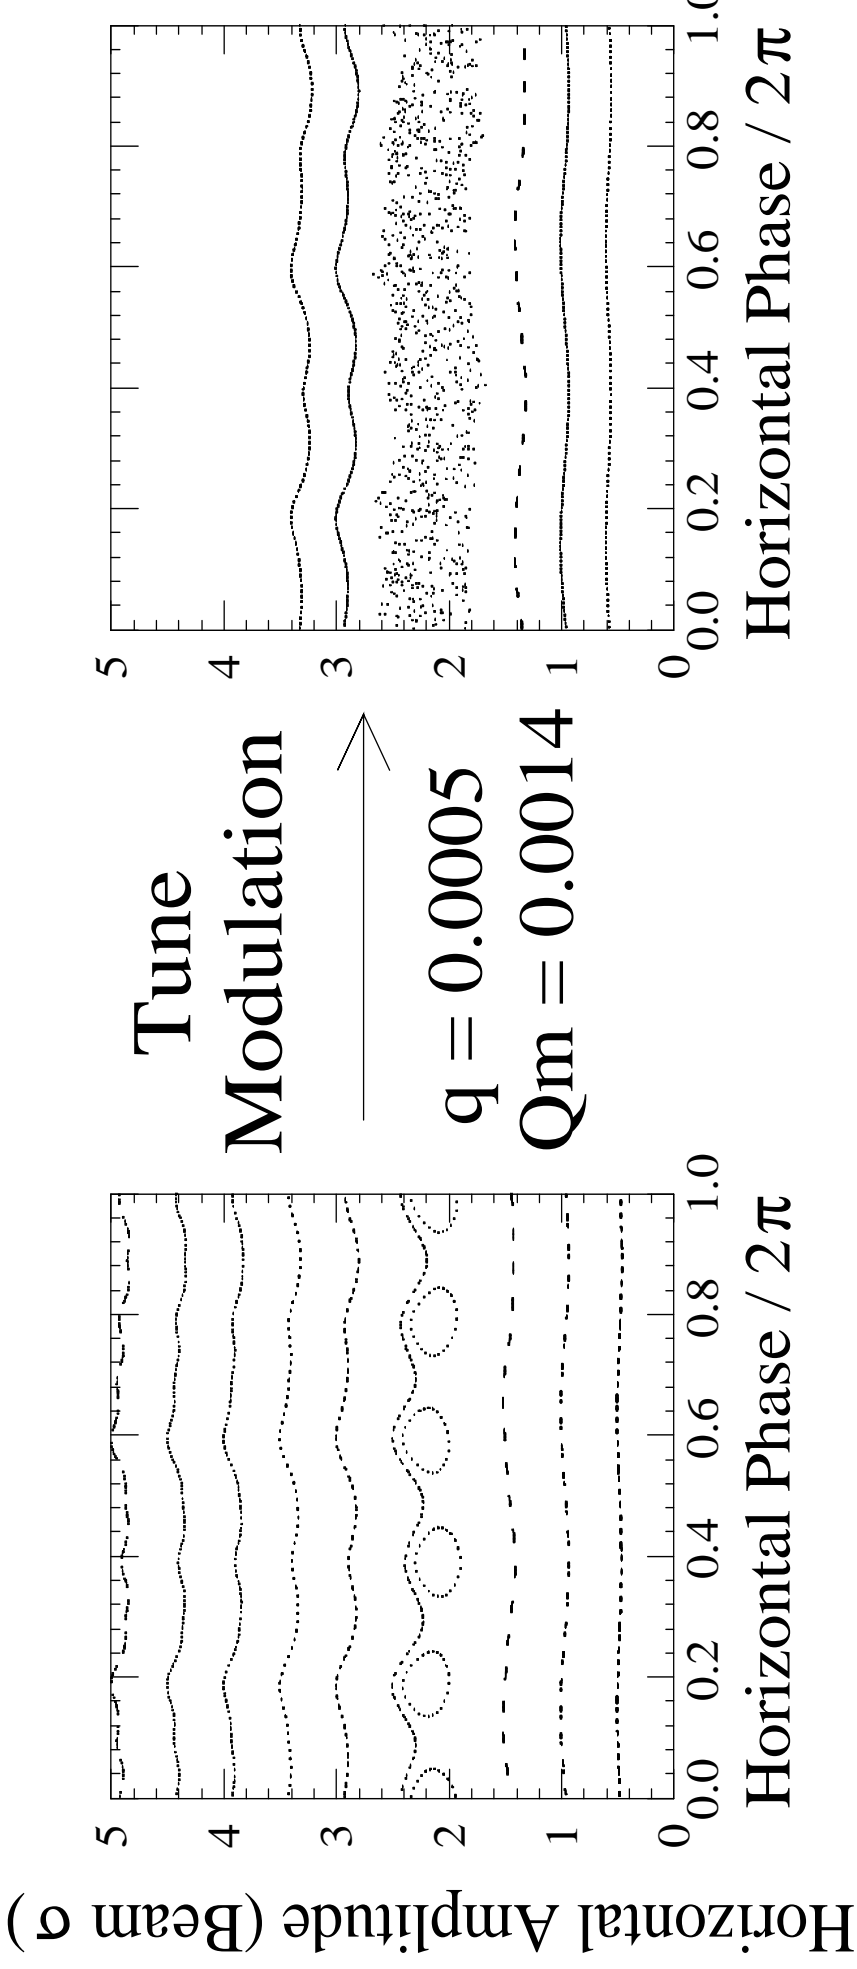 Horizontal Amplitude (Beam σ)
5
4
3
2
1
0
0.0 0.2 0.4 0.6 0.8 1.0
Horizontal Phase / 2π
Tune
Modulation
q = 0.0005
Qm = 0.0014
5
4
3
2
1
0
0.0 0.2 0.4 0.6 0.8 1.0
Horizontal Phase / 2π